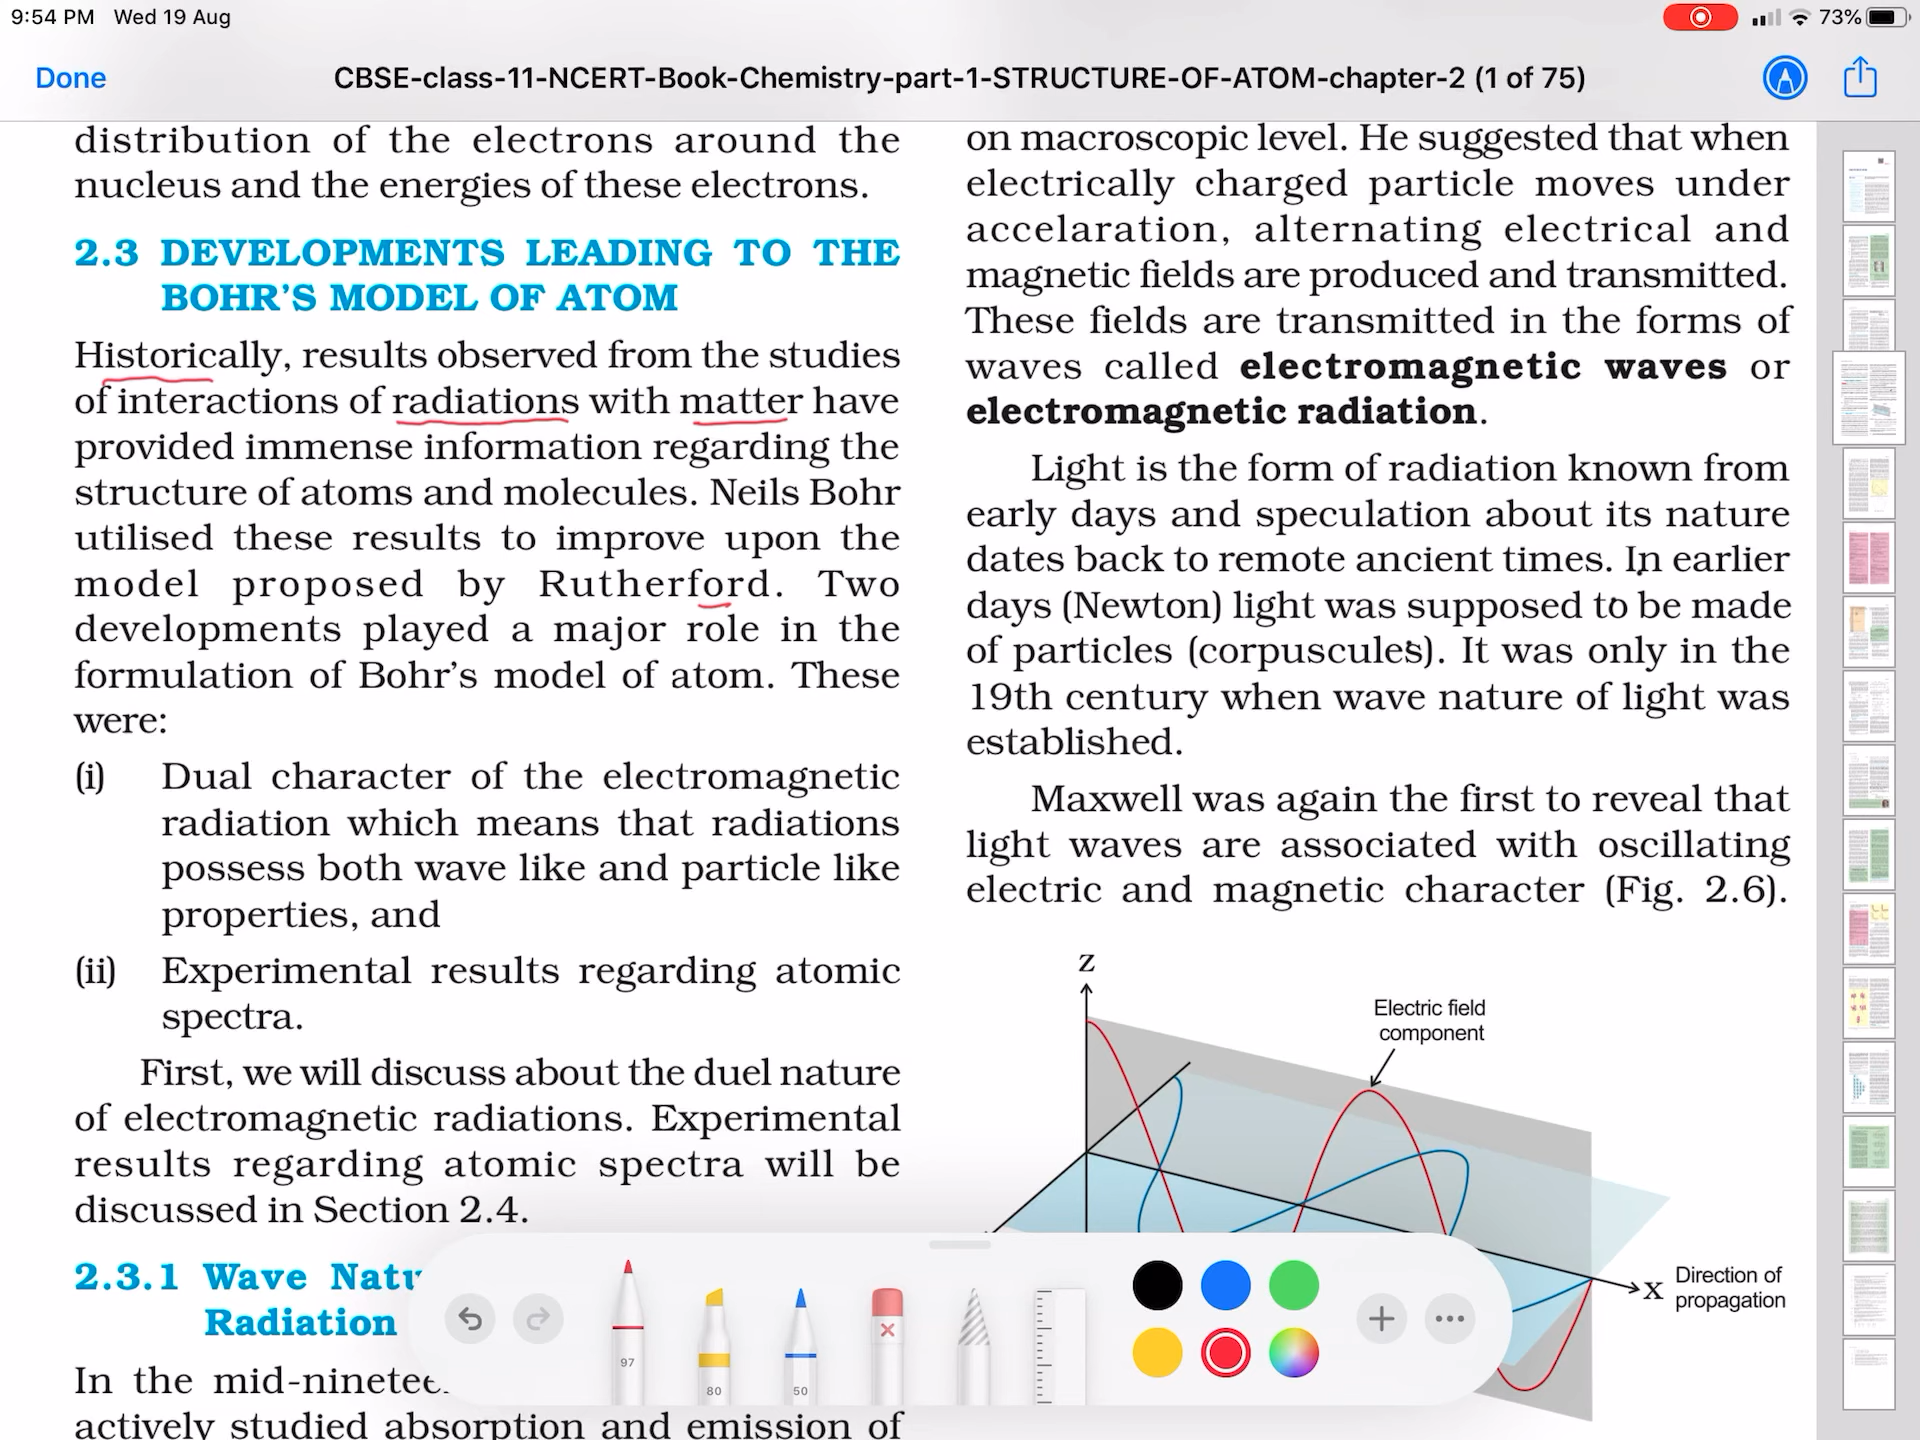 9:54 PM Wed 19 Aug
73%
Done
CBSE-class-11-NCERT-Book-Chemistry-part-1-STRUCTURE-OF-ATOM-chapter-2 (1 of 75)
distribution of the electrons around the
nucleus and the energies of these electrons.
2.3 DEVELOPMENTS LEADING TO THE
BOHR'S MODEL OF ATOM
Historically, results observed from the studies
of interactions of radiations with matter have
provided immense information regarding the
structure of atoms and molecules. Neils Bohr
utilised these results to improve upon the
model proposed by Rutherford. Two
developments played a major role in the
formulation of Bohr's model of atom. These
were:
(i) Dual character of the electromagnetic
radiation which means that radiations
possess both wave like and particle like
properties, and
(ii) Experimental results regarding atomic
spectra.
First, we will discuss about the duel nature
of electromagnetic radiations. Experimental
results regarding atomic spectra will be
discussed in Section 2.4.
2.3.1 Wave Natu
Radiation
In the mid-ninetee
actively studied absorption and emission of
on macroscopic level. He suggested that when
electrically charged particle moves under
accelaration, alternating electrical and
magnetic fields are produced and transmitted.
These fields are transmitted in the forms of
waves called electromagnetic waves or
electromagnetic radiation.
Light is the form of radiation known from
early days and speculation about its nature
dates back to remote ancient times. In earlier
days (Newton) light was supposed to be made
of particles (corpuscules). It was only in the
19th century when wave nature of light was
established.
Maxwell was again the first to reveal that
light waves are associated with oscillating
electric and magnetic character (Fig. 2.6).
z
Electric field
component
x
Direction of
propagation
97
80
50